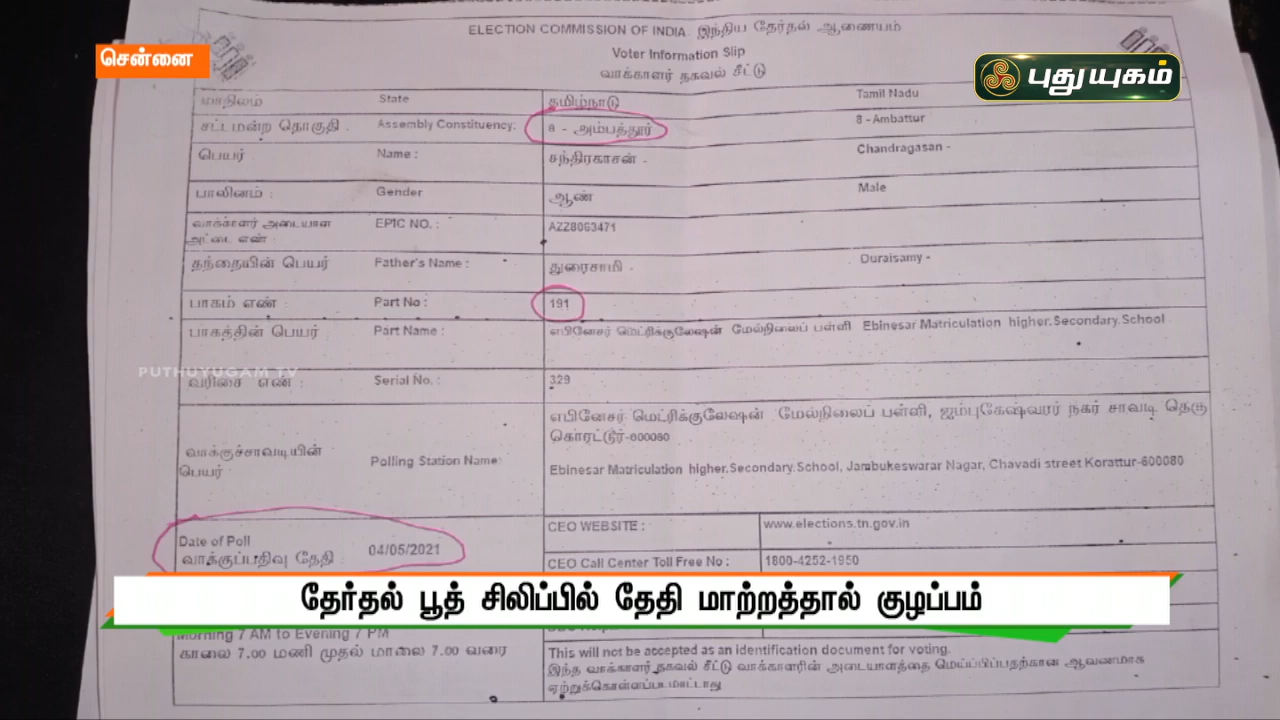 ELECTION COMMISSION OF INDIA இந்திய தேர்தல் ஆணையம்
Voter Information Slip
வாக்காளர் தகவல் சீட்டு
சென்னை
புதுயுகம்
மாநிலம் State தமிழ்நாடு Tamil Nadu
சட்டமன்ற தொகுதி : Assembly Constituency: 8 - அம்பத்தூர் 8 - Ambattur
பெயர் Name : சந்திரகாசன் - Chandragasan -
பாலினம் : Gender ஆண் Male
வாக்காளர் அடையாள EPIC NO. : AZZ8063471
அட்டை எண் :
தந்தையின் பெயர் Father's Name : துரைசாமி - Duraisamy -
பாகம் எண் : Part No : 191
பாகத்தின் பெயர் Part Name : எபினேசர் மெட்ரிக்குலேஷன் மேல்நிலைப் பள்ளி Ebinesar Matriculation higher.Secondary.School
PUTHUYUGAM TV
வரிசை எண் : Serial No. : 329
எபினேசர் மெட்ரிக்குலேஷன் மேல்நிலைப் பள்ளி, ஜம்புகேஷ்வரர் நகர் சாவடி தெரு
கொரட்டூர்-600080
வாக்குச்சாவடியின்
பெயர் Polling Station Name:
Ebinesar Matriculation higher.Secondary.School, Jambukeswarar Nagar, Chavadi street Korattur-600080
Date of Poll
வாக்குப்பதிவு தேதி : 04/05/2021
CEO WEBSITE : www.elections.tn.gov.in
CEO Call Center Toll Free No : 1800-4252-1950
தேர்தல் பூத் சிலிப்பில் தேதி மாற்றத்தால் குழப்பம்
Morning 7 AM to Evening 7 PM
காலை 7.00 மணி முதல் மாலை 7.00 வரை
This will not be accepted as an identification document for voting.
இந்த வாக்காளர் தகவல் சீட்டு வாக்காளரின் அடையாளத்தை மெய்ப்பிப்பதற்கான ஆவணமாக
ஏற்றுக்கொள்ளப்படமாட்டாது